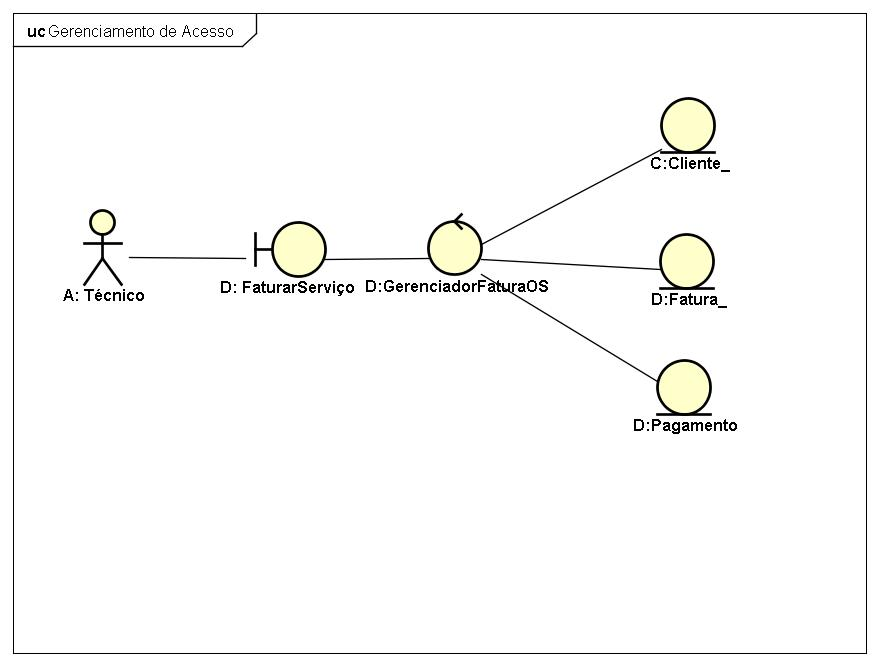 uc Gerenciamento de Acesso
C:Cliente_
A: Técnico
D: FaturarServiço
D:GerenciadorFaturaOS
D:Fatura_
D:Pagamento